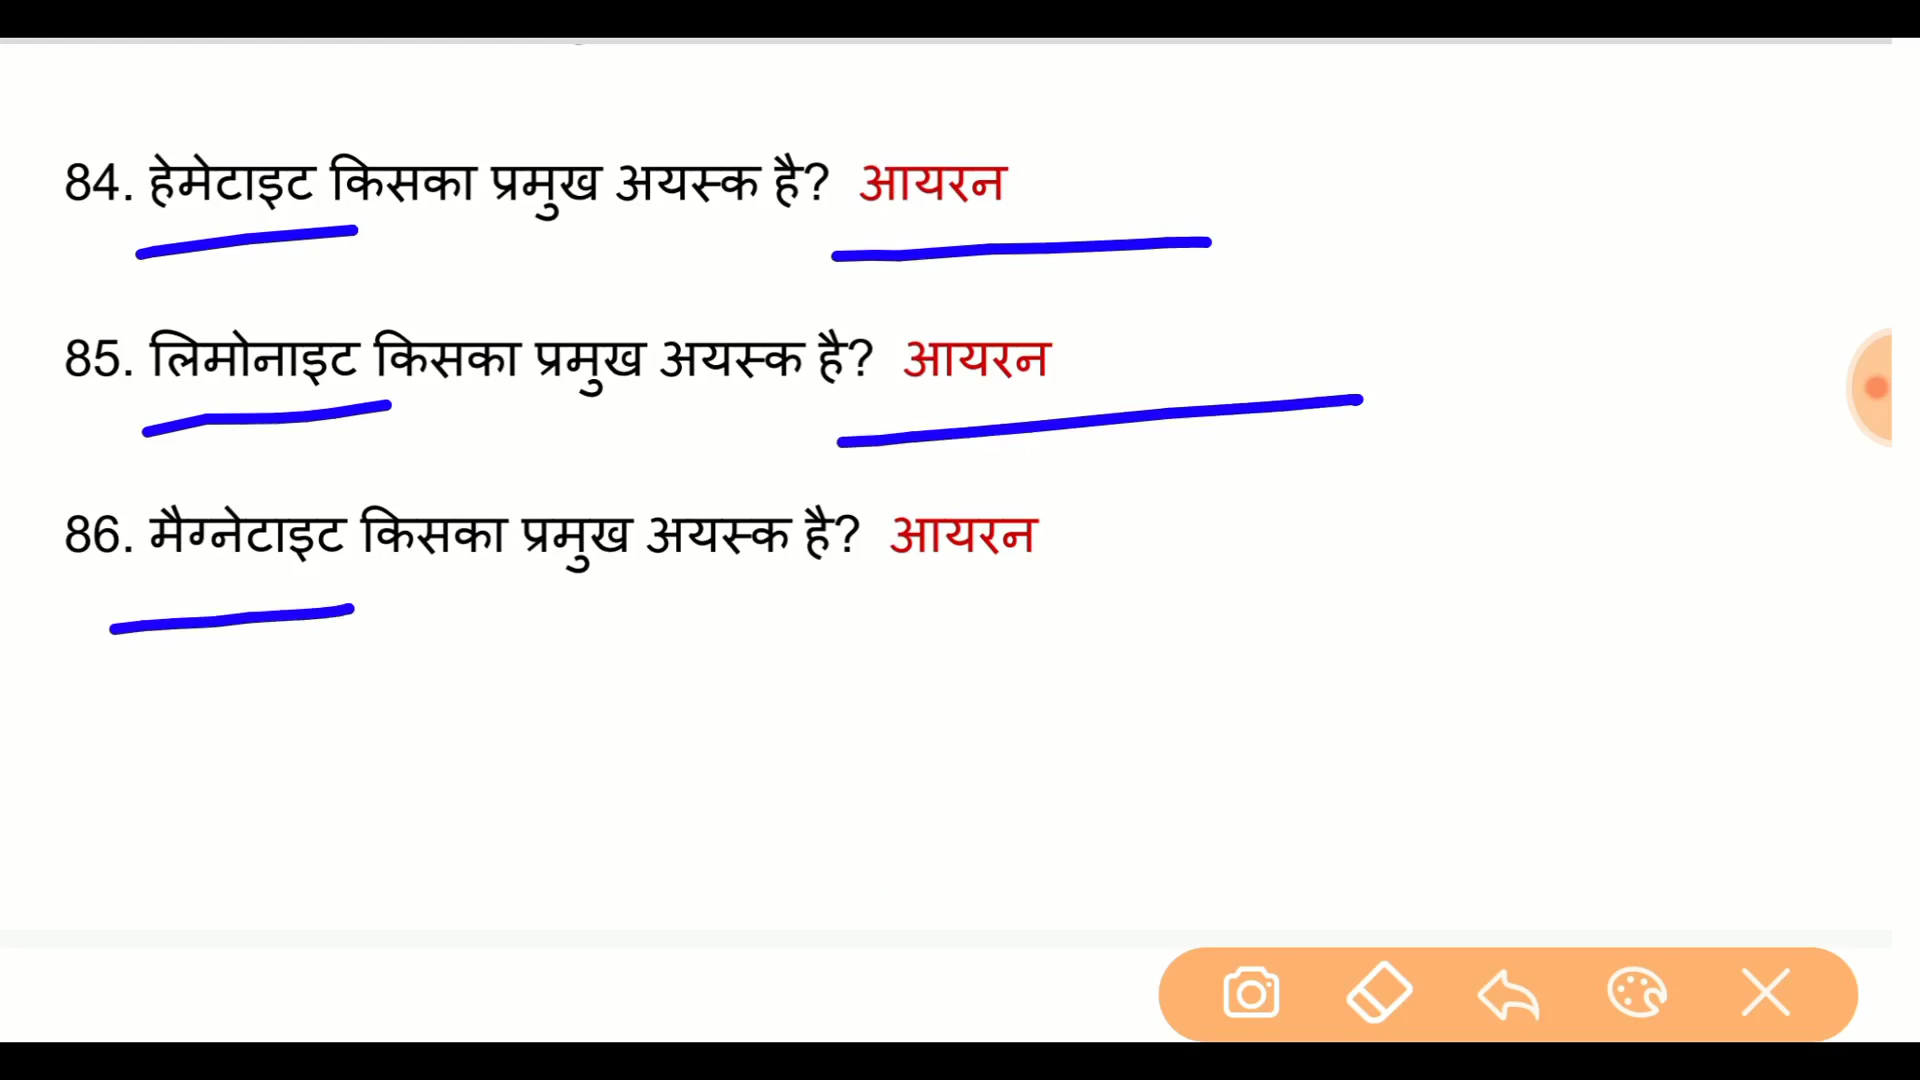 84. हेमेटाइट किसका प्रमुख अयस्क है? आयरन
85. लिमोनाइट किसका प्रमुख अयस्क है? आयरन
86. मैग्नेटाइट किसका प्रमुख अयस्क है? आयरन